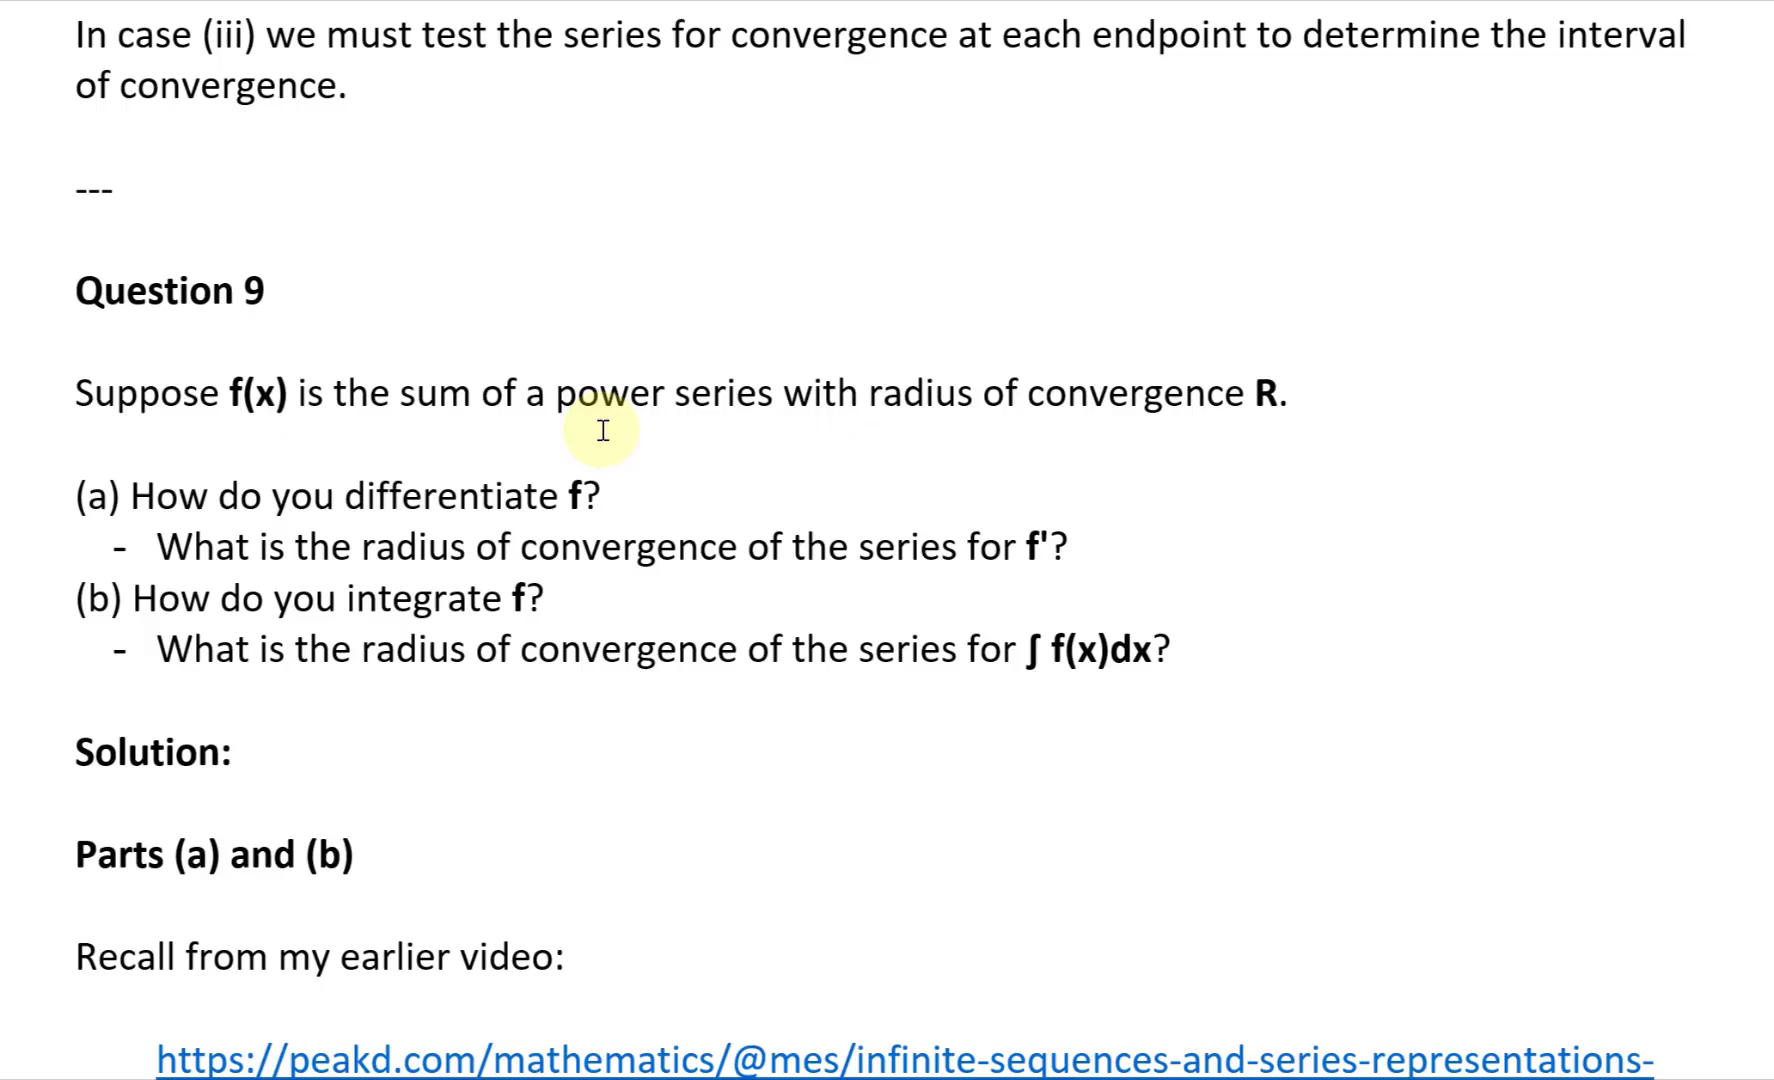 In case (iii) we must test the series for convergence at each endpoint to determine the interval
of convergence.
---
Question 9
Suppose f(x) is the sum of a power series with radius of convergence R.
(a) How do you differentiate f?
- What is the radius of convergence of the series for f'?
(b) How do you integrate f?
- What is the radius of convergence of the series for ∫ f(x)dx?
Solution:
Parts (a) and (b)
Recall from my earlier video:
https://peakd.com/mathematics/@mes/infinite-sequences-and-series-representations-